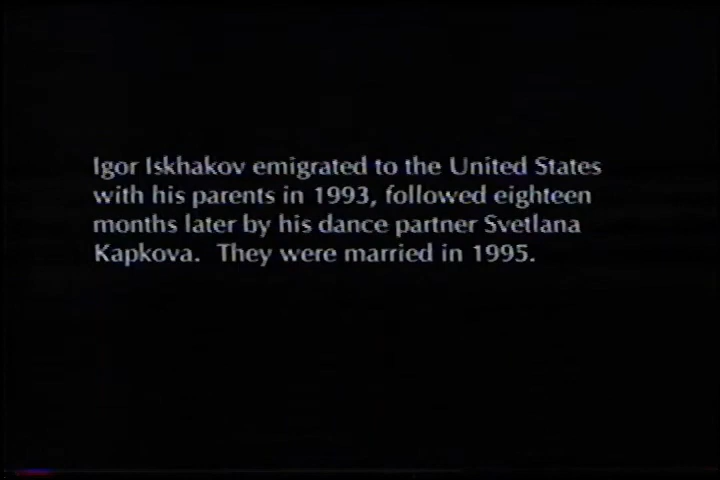 Igor Iskhakov emigrated to the United States
with his parents in 1993, followed eighteen
months later by his dance partner Svetlana
Kapkova.  They were married in 1995.